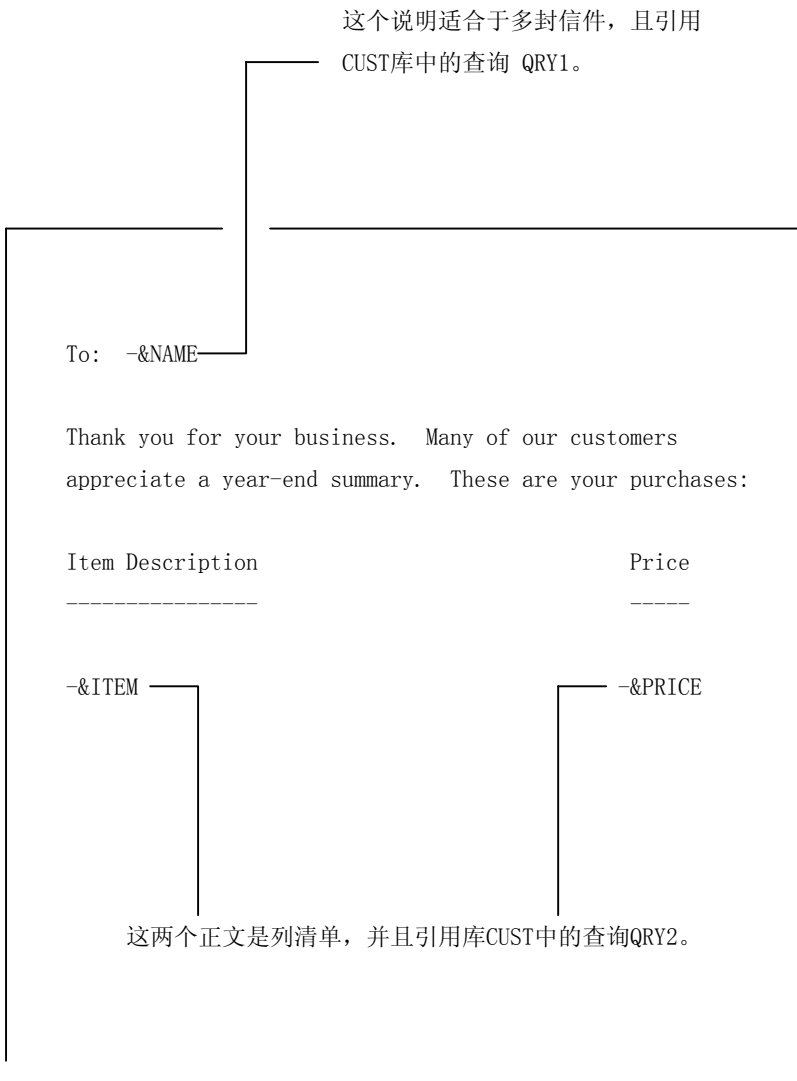 这个说明适合于多封信件，且引用
CUST库中的查询 QRY1。
To:  -&NAME
Thank you for your business.  Many of our customers
appreciate a year-end summary.  These are your purchases:
Item Description    Price
----------------    -----
-&ITEM    -&PRICE
这两个正文是列清单，并且引用库CUST中的查询QRY2。